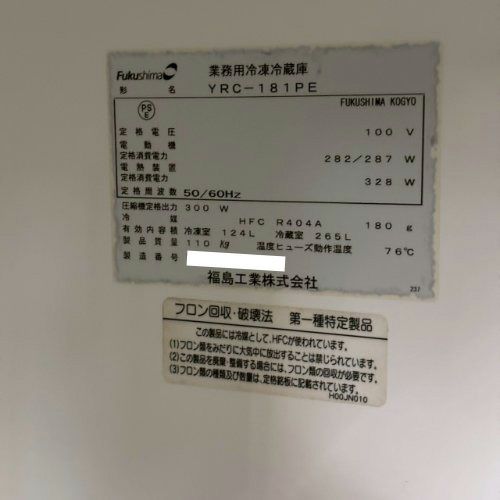 Fukushima 業務用冷凍冷蔵庫
形名 YRC-181PE
PS E FUKUSHIMA KOGYO
定格電圧 100 V
電動機
定格消費電力 282/287 W
電熱装置
定格消費電力 328 W
定格周波数 50/60Hz
圧縮機定格出力 300 W
冷媒 HFC R404A 180 g
有効内容積 冷凍室 124L 冷蔵室 265L
製品質量 110 kg 温度ヒューズ動作温度 76℃
製造番号
福島工業株式会社
237
フロン回収・破壊法 第一種特定製品
この製品には冷媒として、HFCが使われています。
(1)フロン類をみだりに大気中に放出することは禁じられています。
(2)この製品を廃棄・整備する場合には、フロン類の回収が必要です。
(3)フロン類の種類及び数量は、定格銘板に記載されています。
H00JN010